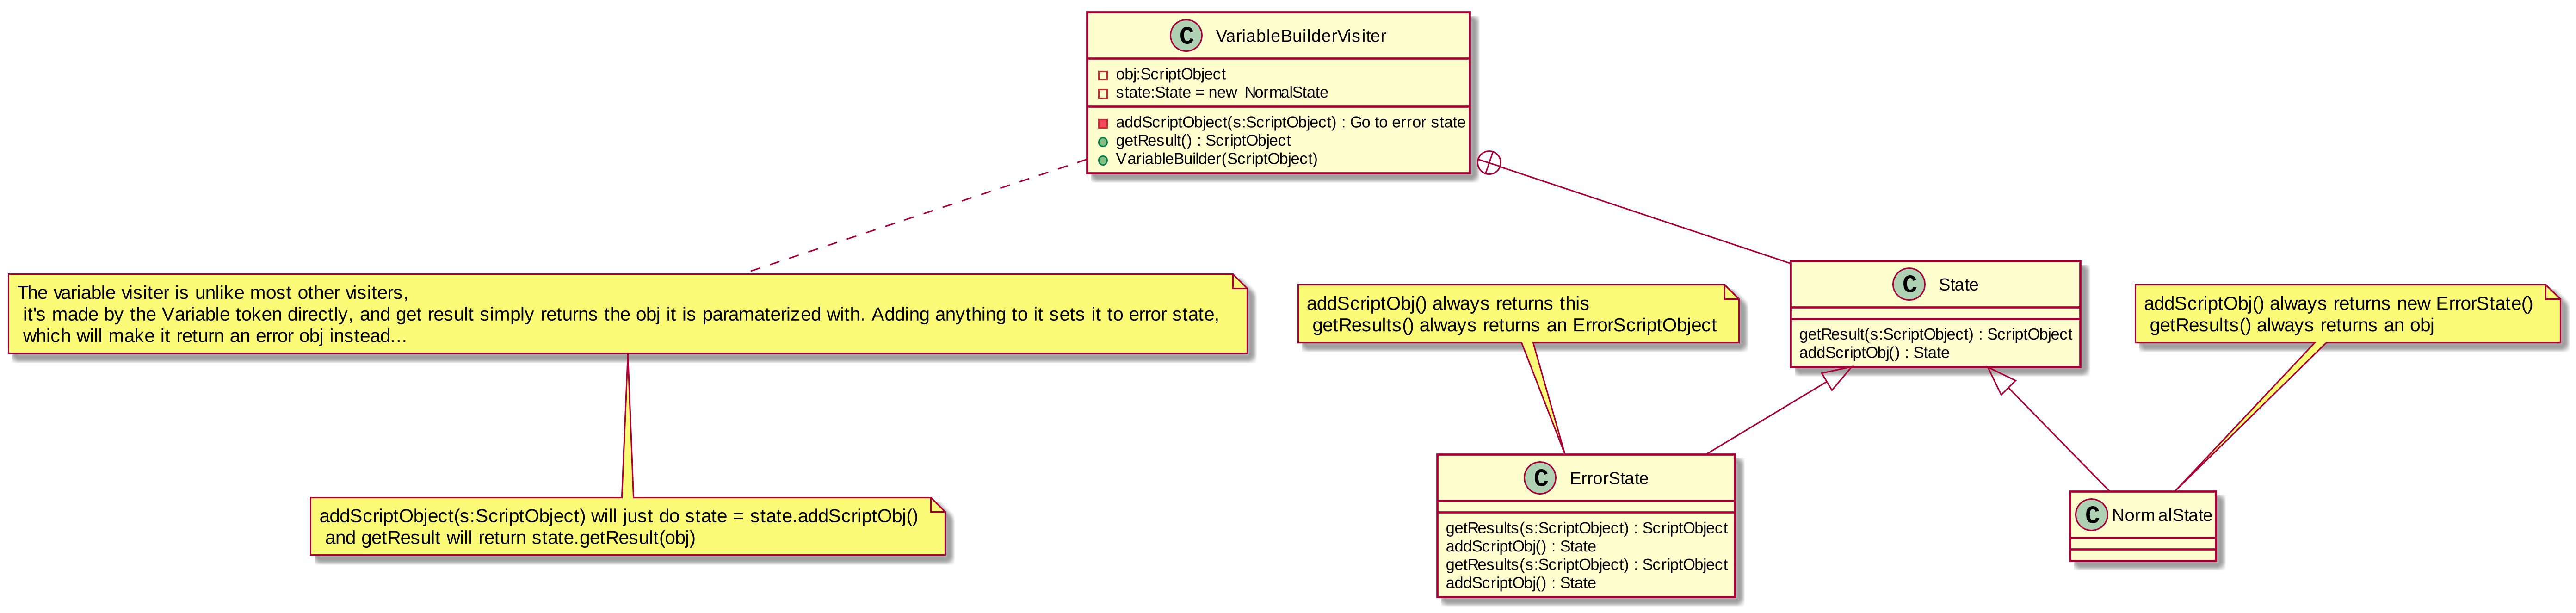 C VariableBuilderVisiter
obj:ScriptObject
state:State = new NormalState
addScriptObject(s:ScriptObject) : Go to error state
getResult() : ScriptObject
VariableBuilder(ScriptObject)
The variable visiter is unlike most other visiters,
it's made by the Variable token directly, and get result simply returns the obj it is paramaterized with. Adding anything to it sets it to error state,
which will make it return an error obj instead...
addScriptObj() always returns this
getResults() always returns an ErrorScriptObject
C State
getResult(s:ScriptObject) : ScriptObject
addScriptObj() : State
addScriptObj() always returns new ErrorState()
getResults() always returns an obj
addScriptObject(s:ScriptObject) will just do state = state.addScriptObj()
and getResult will return state.getResult(obj)
C ErrorState
getResults(s:ScriptObject) : ScriptObject
addScriptObj() : State
getResults(s:ScriptObject) : ScriptObject
addScriptObj() : State
C NormalState